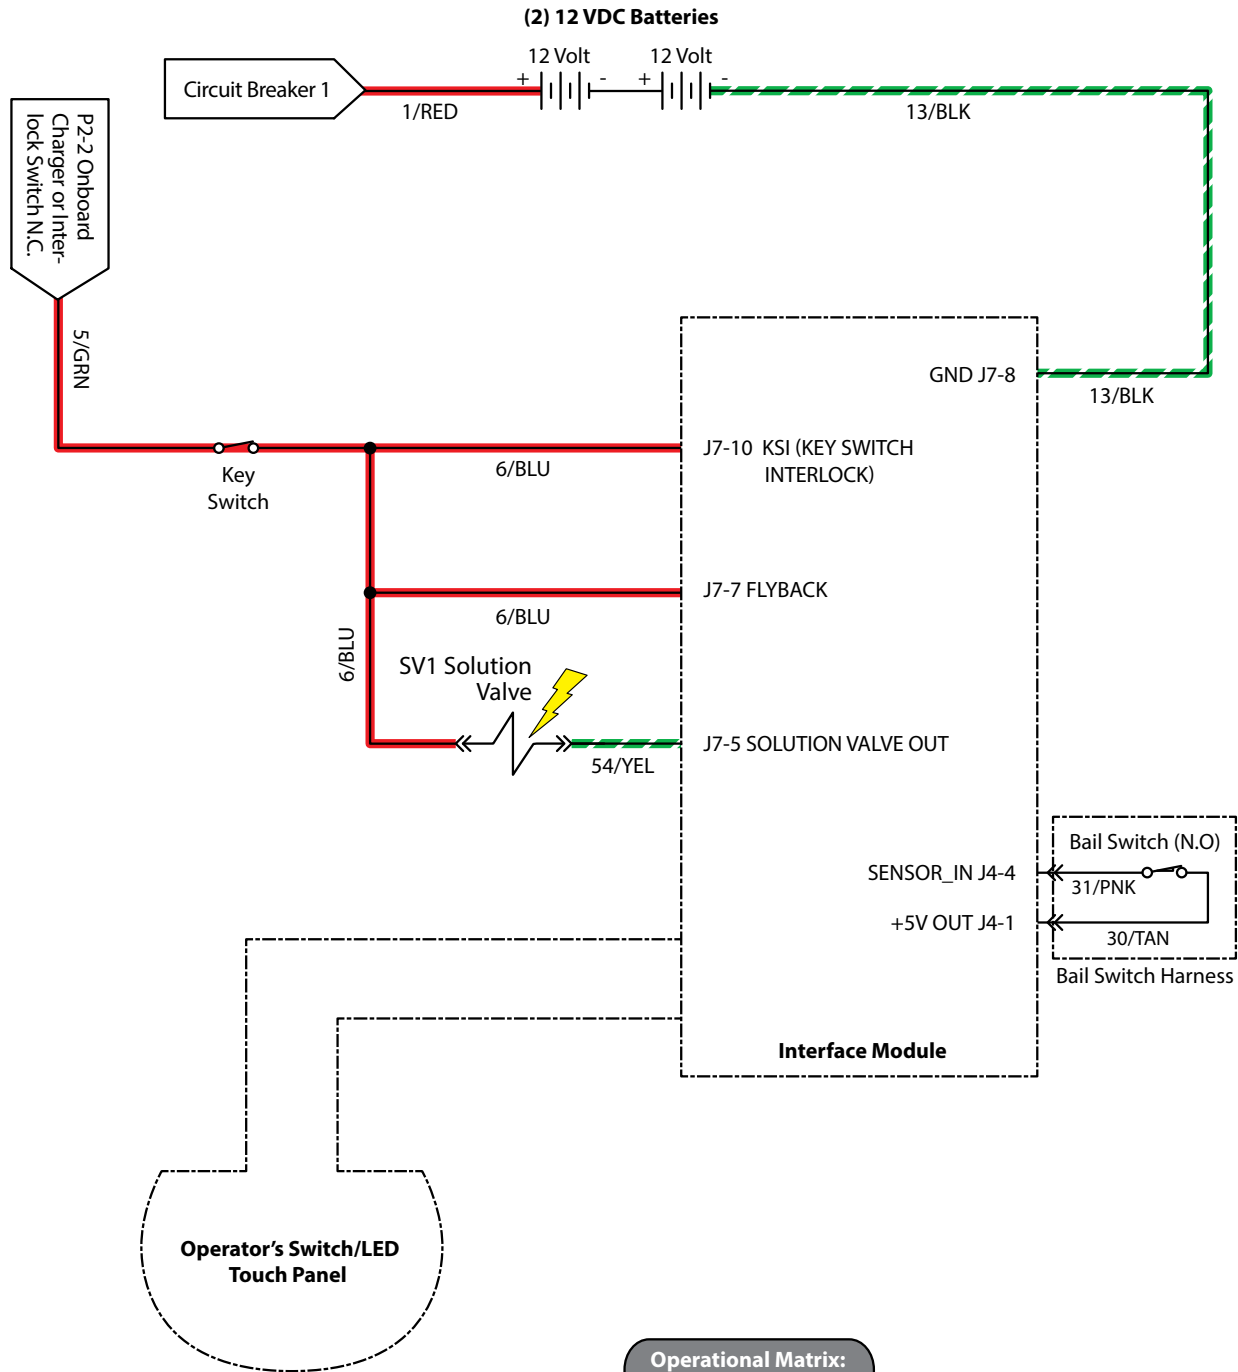 (2) 12 VDC Batteries
12 Volt
12 Volt
+
-
+
-
Circuit Breaker 1
1/RED
13/BLK
P2-2 Onboard
Charger or Inter-
lock Switch N.C.
5/GRN
GND J7-8
13/BLK
Key
Switch
6/BLU
J7-10 KSI (KEY SWITCH
INTERLOCK)
J7-7 FLYBACK
6/BLU
6/BLU
SV1 Solution
Valve
54/YEL
J7-5 SOLUTION VALVE OUT
Bail Switch (N.O)
SENSOR_IN J4-4
31/PNK
+5V OUT J4-1
30/TAN
Bail Switch Harness
Interface Module
Operator's Switch/LED
Touch Panel
Operational Matrix: